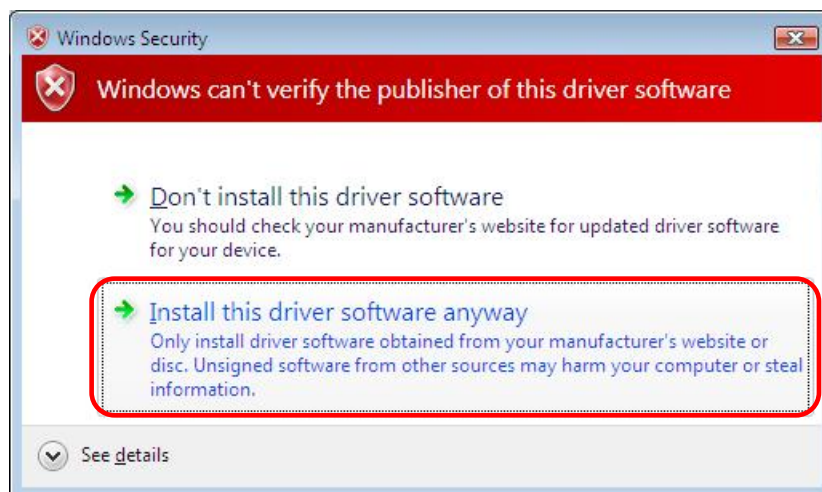 Windows Security
Windows can't verify the publisher of this driver software
Don't install this driver software
You should check your manufacturer's website for updated driver software
for your device.
Install this driver software anyway
Only install driver software obtained from your manufacturer's website or
disc. Unsigned software from other sources may harm your computer or steal
information.
See details